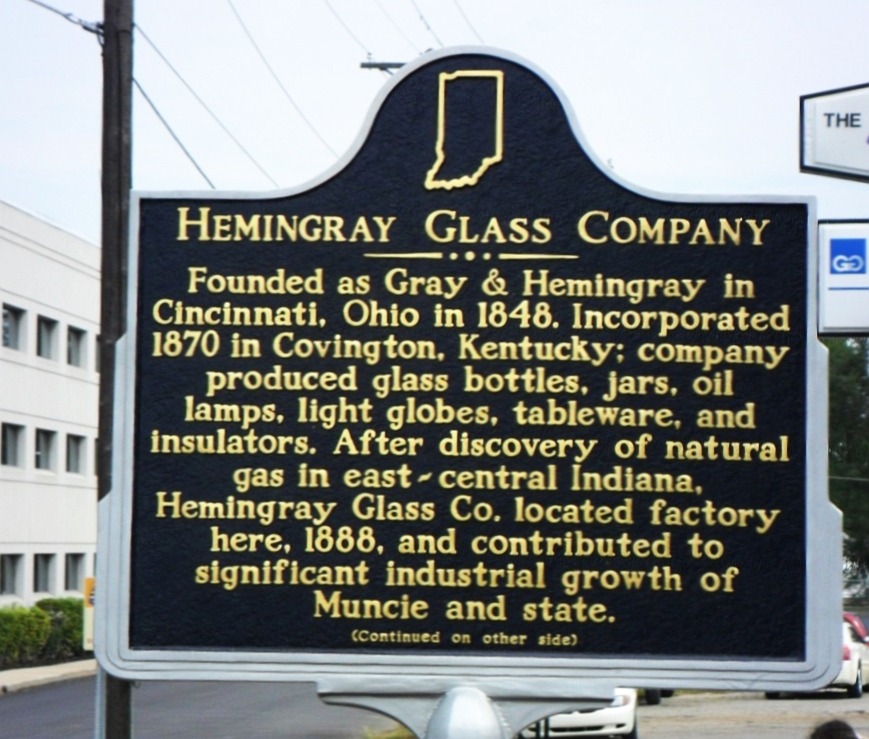 HEMINGRAY GLASS COMPANY
Founded as Gray & Hemingray in
Cincinnati, Ohio in 1848. Incorporated
1870 in Covington, Kentucky; company
produced glass bottles, jars, oil
lamps, light globes, tableware, and
insulators. After discovery of natural
gas in east-central Indiana,
Hemingray Glass Co. located factory
here, 1888, and contributed to
significant industrial growth of
Muncie and state.
(Continued on other side)
THE